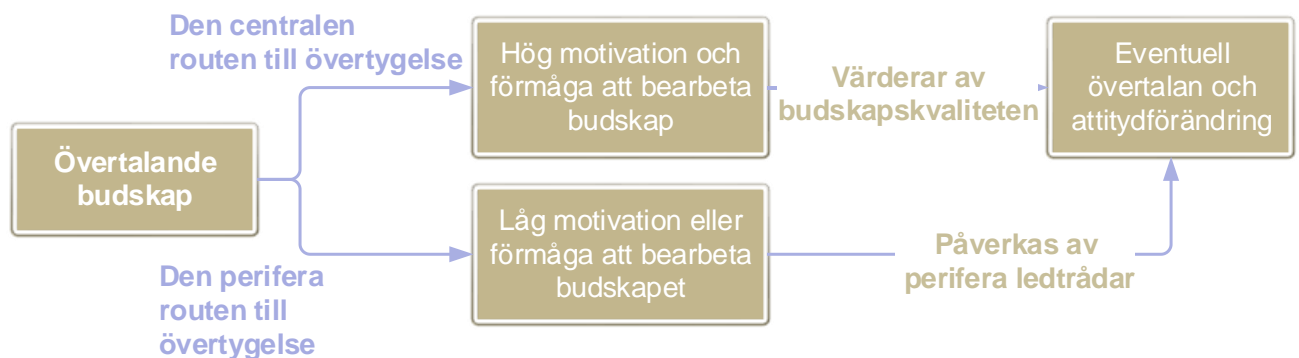 Den centralen
routen till övertygelse
Hög motivation och
förmåga att bearbeta
budskap
Värderar av
budskapskvaliteten
Eventuell
övertalan och
attitydförändring
Övertalande
budskap
Låg motivation eller
förmåga att bearbeta
budskapet
Påverkas av
perifera ledtrådar
Den perifera
routen till
övertygelse